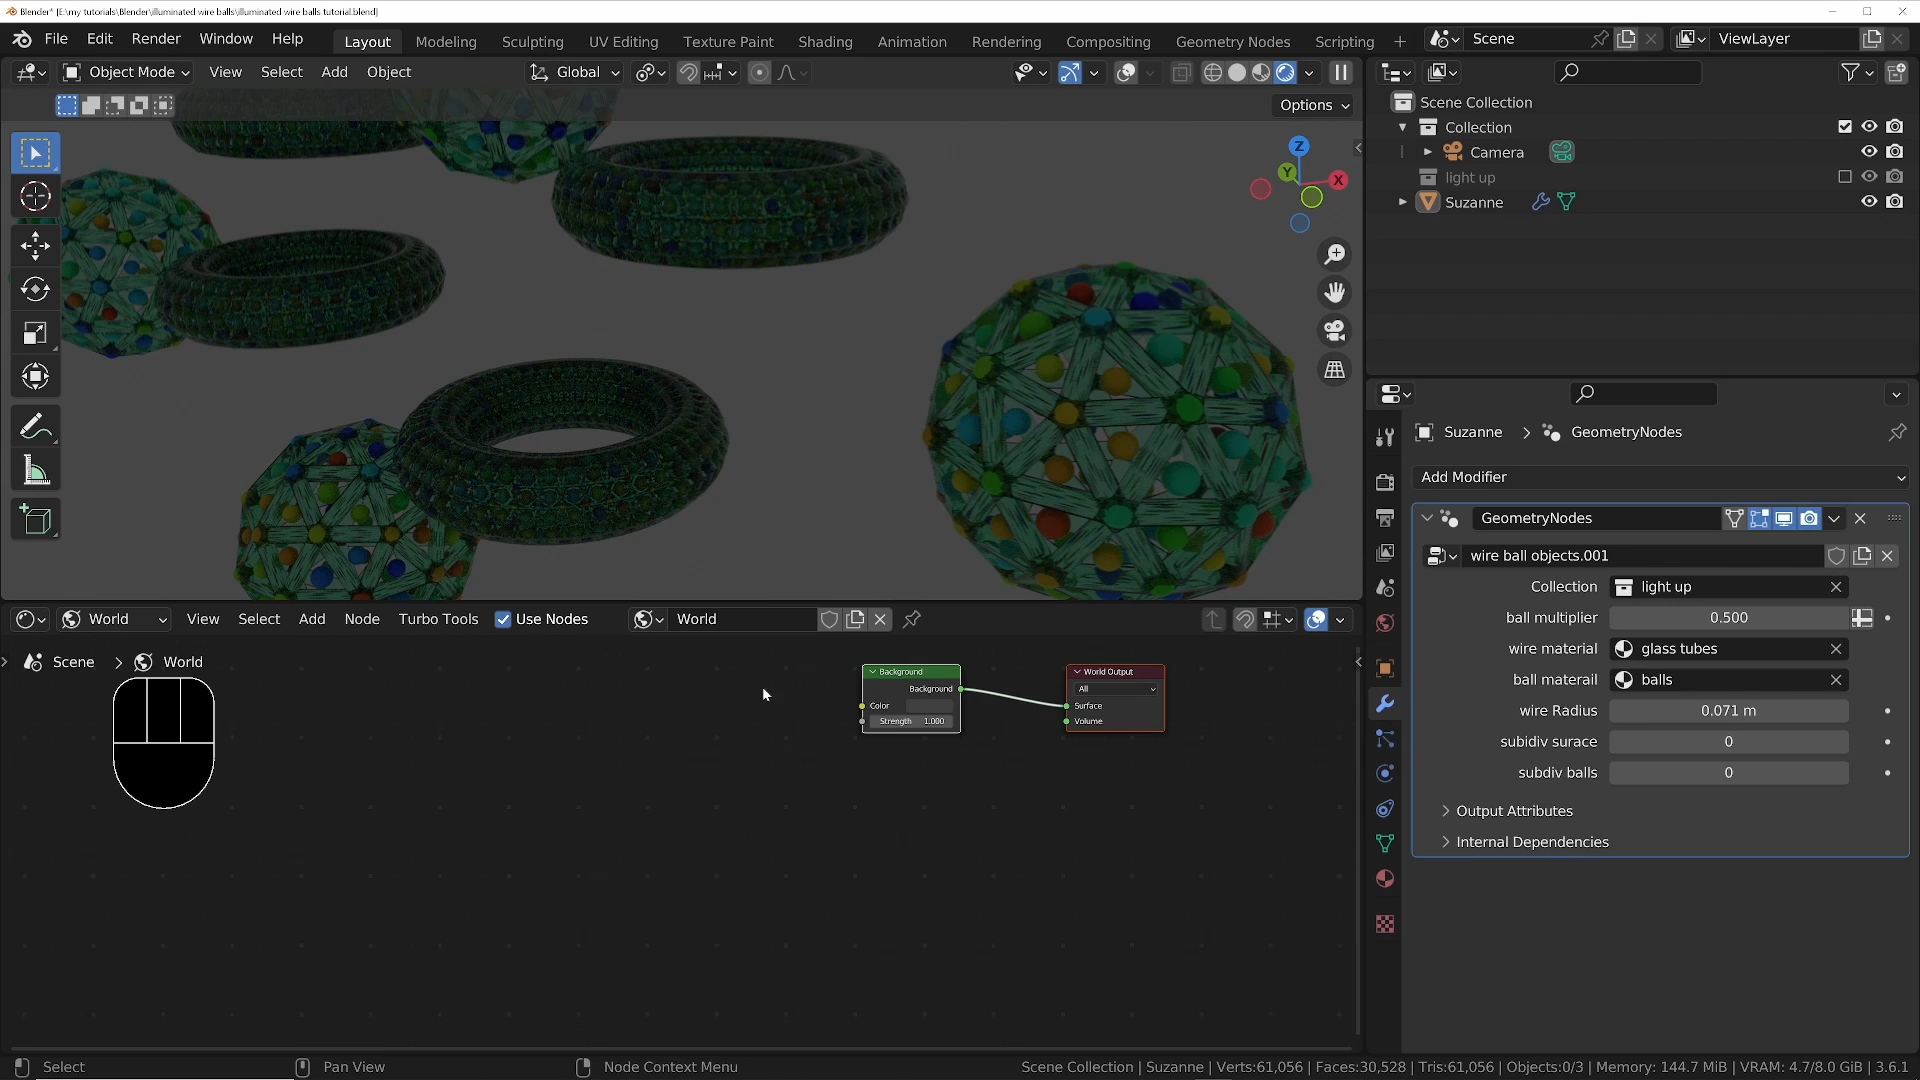 Blender* [E:\my tutorials\Blender\illuminated wire balls\illuminated wire balls tutorial.blend]
File Edit Render Window Help
Layout Modeling Sculpting UV Editing Texture Paint Shading Animation Rendering Compositing Geometry Nodes Scripting
Scene
ViewLayer
Object Mode View Select Add Object
Global
Options
Z
Y
X
Scene Collection
Collection
Camera
light up
Suzanne
Suzanne > GeometryNodes
Add Modifier
GeometryNodes
wire ball objects.001
Collection light up
ball multiplier 0.500
wire material glass tubes
ball materail balls
wire Radius 0.071 m
subidiv surace 0
subdiv balls 0
Output Attributes
Internal Dependencies
World View Select Add Node Turbo Tools Use Nodes World
Scene > World
Background
Background
Color
Strength 1.000
World Output
All
Surface
Volume
Select
Pan View
Node Context Menu
Scene Collection | Suzanne | Verts:61,056 | Faces:30,528 | Tris:61,056 | Objects:0/3 | Memory: 144.7 MiB | VRAM: 4.7/8.0 GiB | 3.6.1